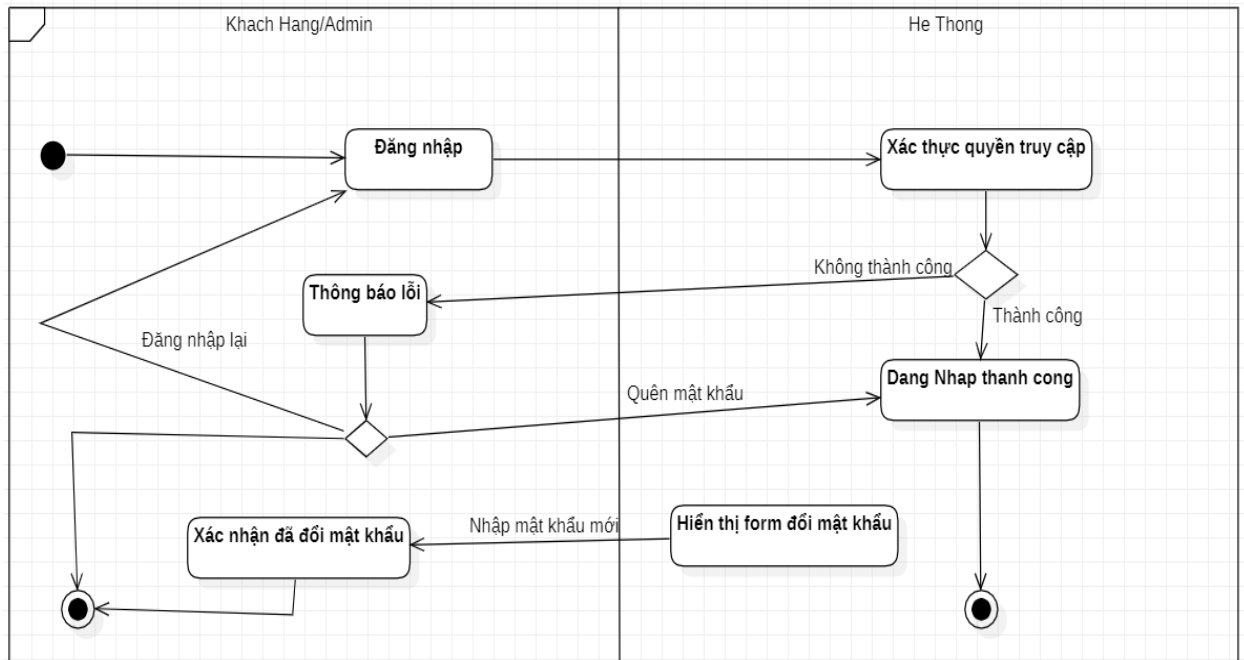 Khach Hang/Admin
He Thong
Đăng nhập
Xác thực quyền truy cập
Không thành công
Thông báo lỗi
Thành công
Đăng nhập lại
Dang Nhap thanh cong
Quên mật khẩu
Xác nhận đã đổi mật khẩu
Nhập mật khẩu mới
Hiển thị form đổi mật khẩu